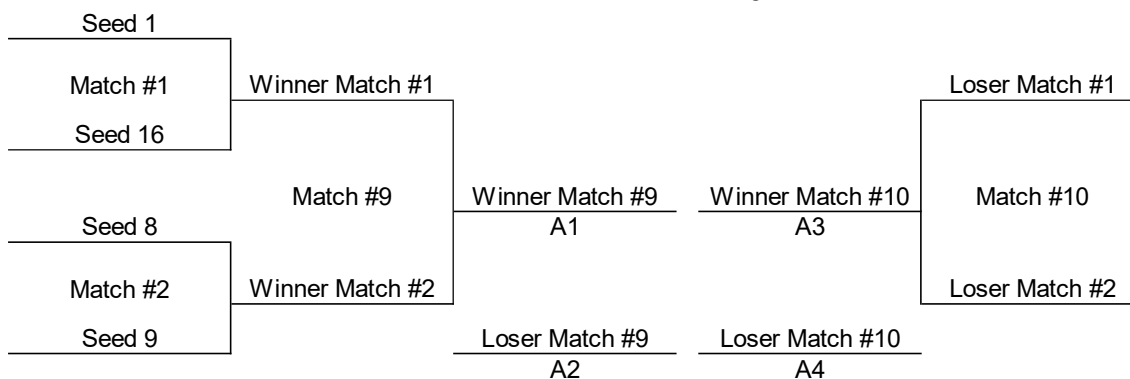 Seed 1
Match #1
Winner Match #1
Loser Match #1
Seed 16
Match #9
Winner Match #9
Winner Match #10
Match #10
A1
A3
Seed 8
Match #2
Winner Match #2
Loser Match #2
Seed 9
Loser Match #9
Loser Match #10
A2
A4